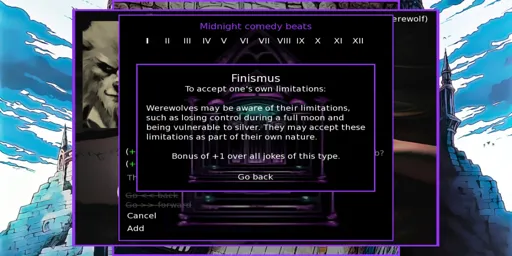 erewolf)
Midnight comedy beats
I II III IV V VI VII VIII IX X XI XII
Finismus
To accept one's own limitations:
Werewolves may be aware of their limitations,
such as losing control during a full moon and
being vulnerable to silver. They may accept these
limitations as part of their own nature.
Bonus of +1 over all jokes of this type.
Go back
(+
b?
(+
Th
Go << back
Go >> forward
Cancel
Add